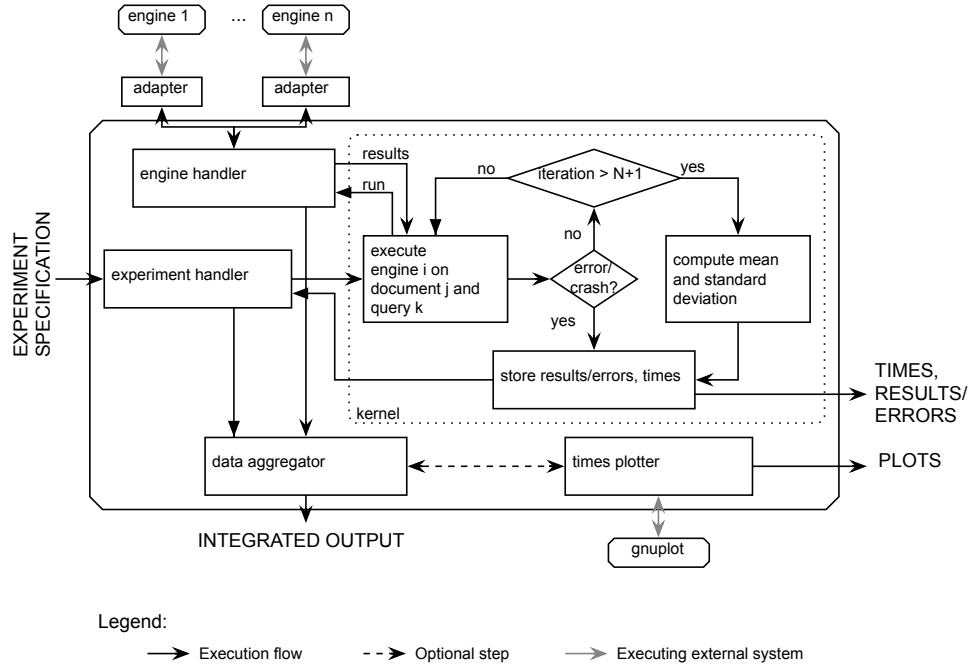 engine 1
...
engine n
adapter
adapter
engine handler
results
run
no
iteration > N+1
yes
EXPERIMENT
SPECIFICATION
experiment handler
execute
engine i on
document j and
query k
no
error/
crash?
yes
compute mean
and standard
deviation
store results/errors, times
kernel
TIMES,
RESULTS/
ERRORS
data aggregator
times plotter
PLOTS
INTEGRATED OUTPUT
gnuplot
Legend:
Execution flow
Optional step
Executing external system